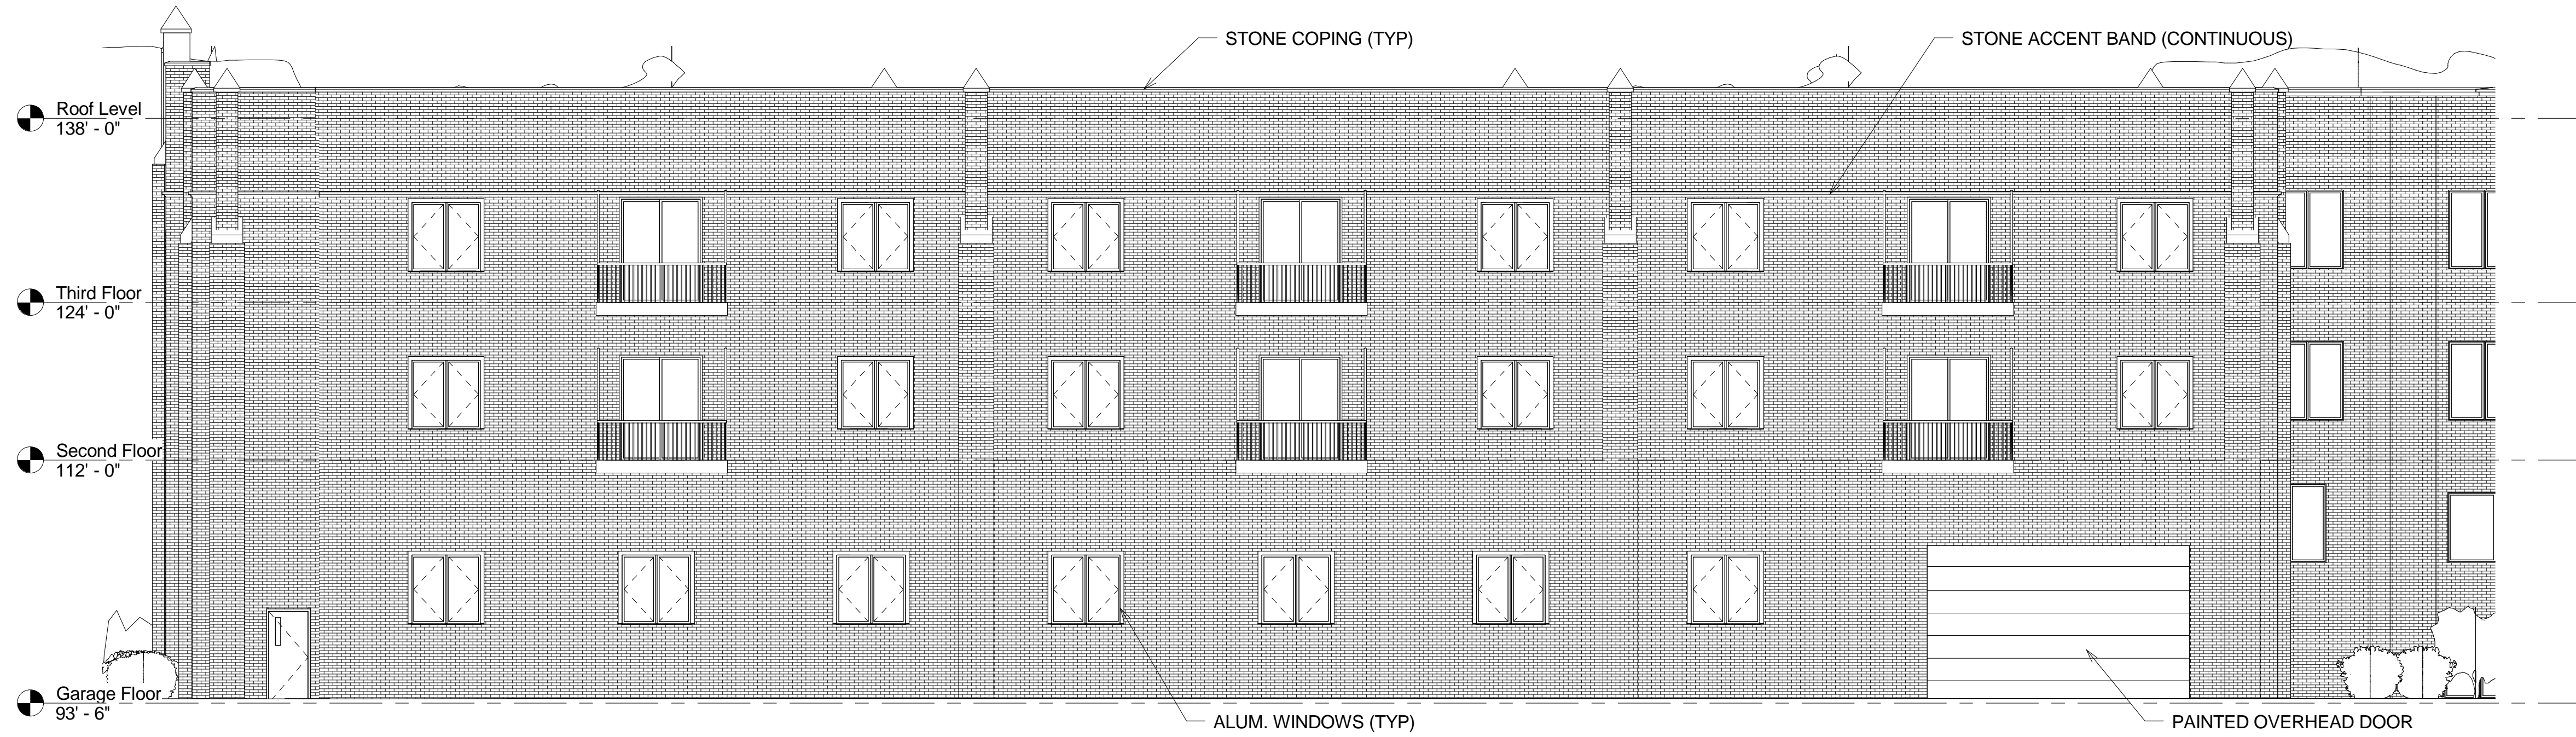 STONE COPING (TYP)
STONE ACCENT BAND (CONTINUOUS)
Roof Level
138' - 0"
Third Floor
124' - 0"
Second Floor
112' - 0"
Garage Floor
93' - 6"
ALUM. WINDOWS (TYP)
PAINTED OVERHEAD DOOR